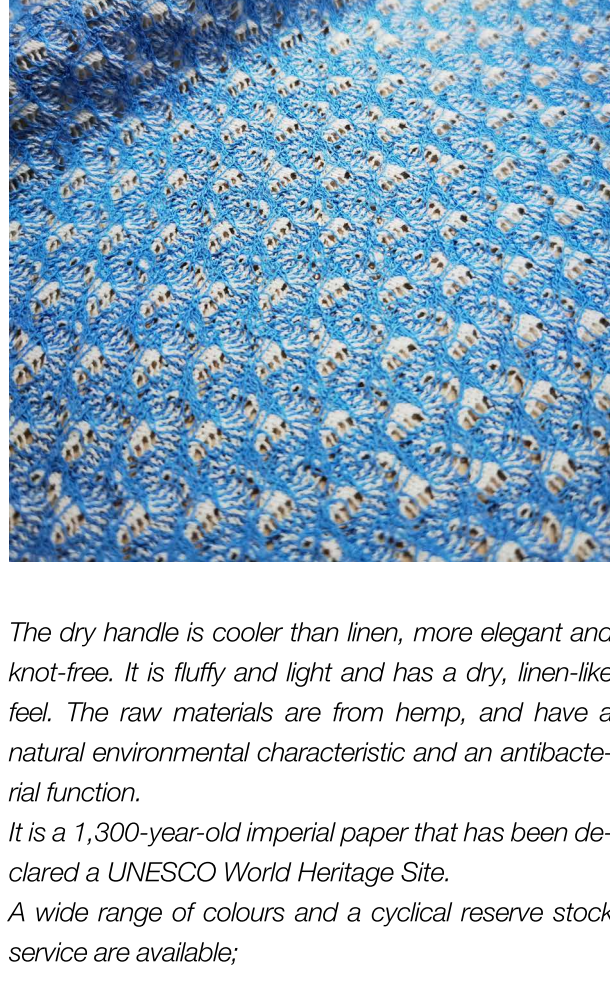 The dry handle is cooler than linen, more elegant and
knot-free. It is fluffy and light and has a dry, linen-like
feel. The raw materials are from hemp, and have a
natural environmental characteristic and an antibacte-
rial function.
It is a 1,300-year-old imperial paper that has been de-
clared a UNESCO World Heritage Site.
A wide range of colours and a cyclical reserve stock
service are available;